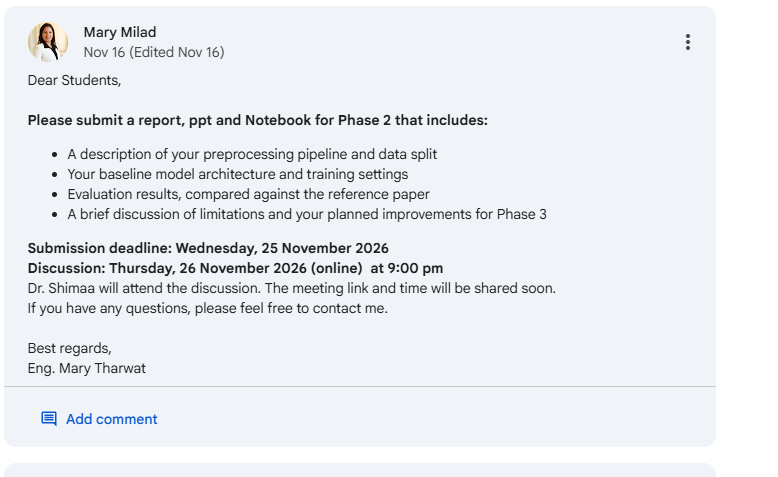 Mary Milad
Nov 16 (Edited Nov 16)
Dear Students,
Please submit a report, ppt and Notebook for Phase 2 that includes:
A description of your preprocessing pipeline and data split
Your baseline model architecture and training settings
Evaluation results, compared against the reference paper
A brief discussion of limitations and your planned improvements for Phase 3
Submission deadline: Wednesday, 25 November 2026
Discussion: Thursday, 26 November 2026 (online)  at 9:00 pm
Dr. Shimaa will attend the discussion. The meeting link and time will be shared soon.
If you have any questions, please feel free to contact me.
Best regards,
Eng. Mary Tharwat
Add comment